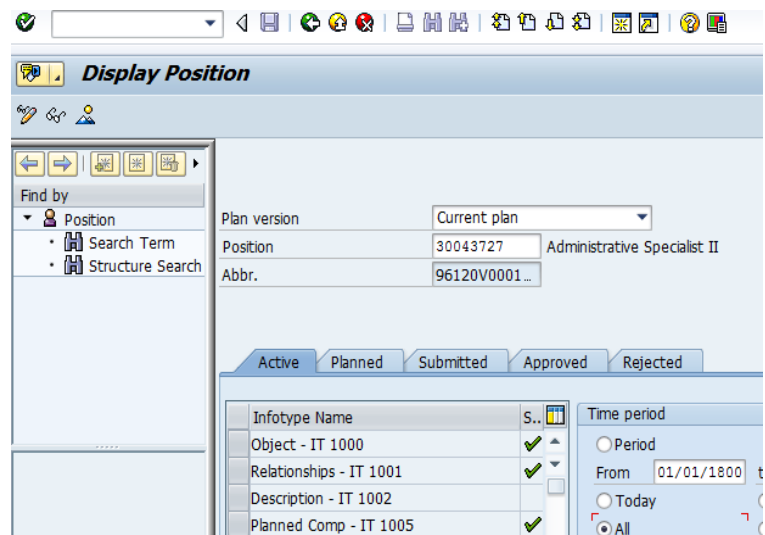 Display Position
Find by
Position
Search Term
Structure Search
Plan version Current plan
Position 30043727 Administrative Specialist II
Abbr. 96120V0001...
Active Planned Submitted Approved Rejected
Infotype Name S.. Time period
Object - IT 1000 Period
Relationships - IT 1001 From 01/01/1800 t
Description - IT 1002 Today
Planned Comp - IT 1005 All